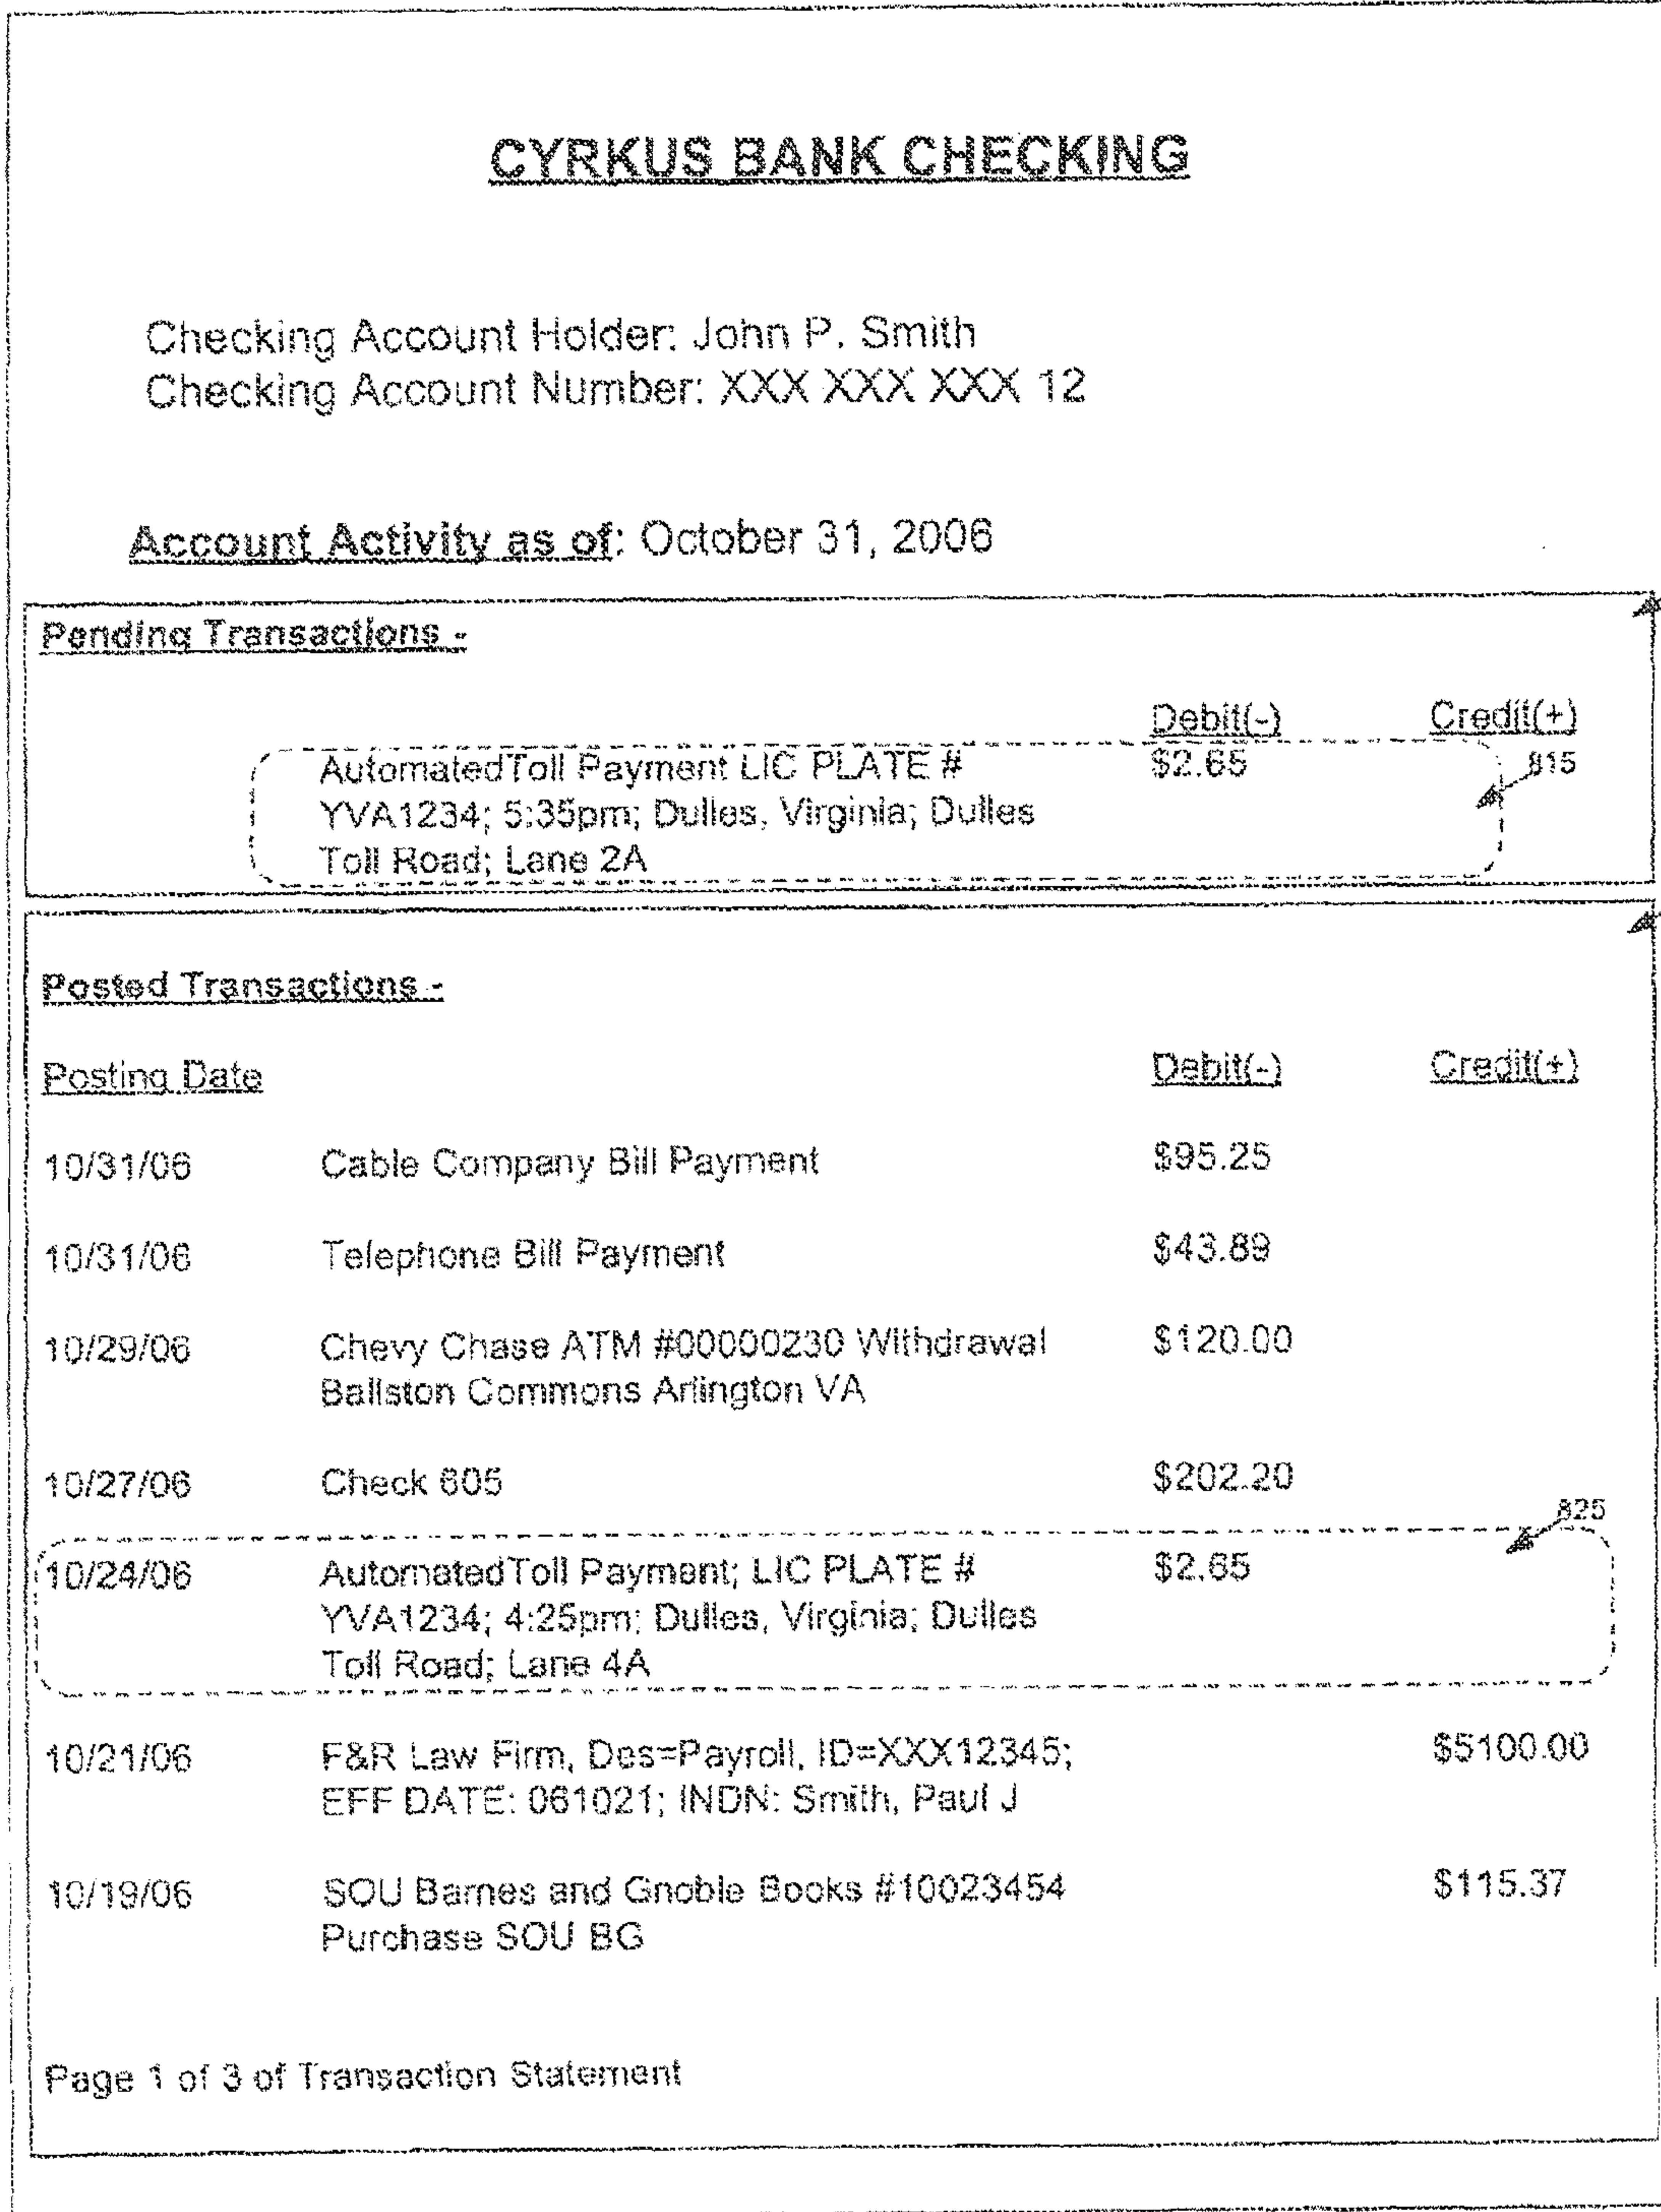 CYRKUS BANK CHECKING
Checking Account Holder: John P. Smith
Checking Account Number: XXX XXX XXX 12
Account Activity as of: October 31, 2006
Pending Transactions -
Debit(-) Credit(+)
AutomatedToll Payment LIC PLATE # $2.65 815
YVA1234; 5:35pm; Dulles, Virginia; Dulles
Toll Road; Lane 2A
Posted Transactions -
Posting Date Debit(-) Credit(+)
10/31/06 Cable Company Bill Payment $95.25
10/31/06 Telephone Bill Payment $43.89
10/29/06 Chevy Chase ATM #00000230 Withdrawal $120.00
Ballston Commons Arlington VA
10/27/06 Check 605 $202.20
825
10/24/06 AutomatedToll Payment; LIC PLATE # $2.65
YVA1234; 4:25pm; Dulles, Virginia; Dulles
Toll Road; Lane 4A
10/21/06 F&R Law Firm, Des=Payroll, ID=XXX12345; $5100.00
EFF DATE: 061021; INDN: Smith, Paul J
10/19/06 SOU Barnes and Gnoble Books #10023454 $115.37
Purchase SOU BG
Page 1 of 3 of Transaction Statement